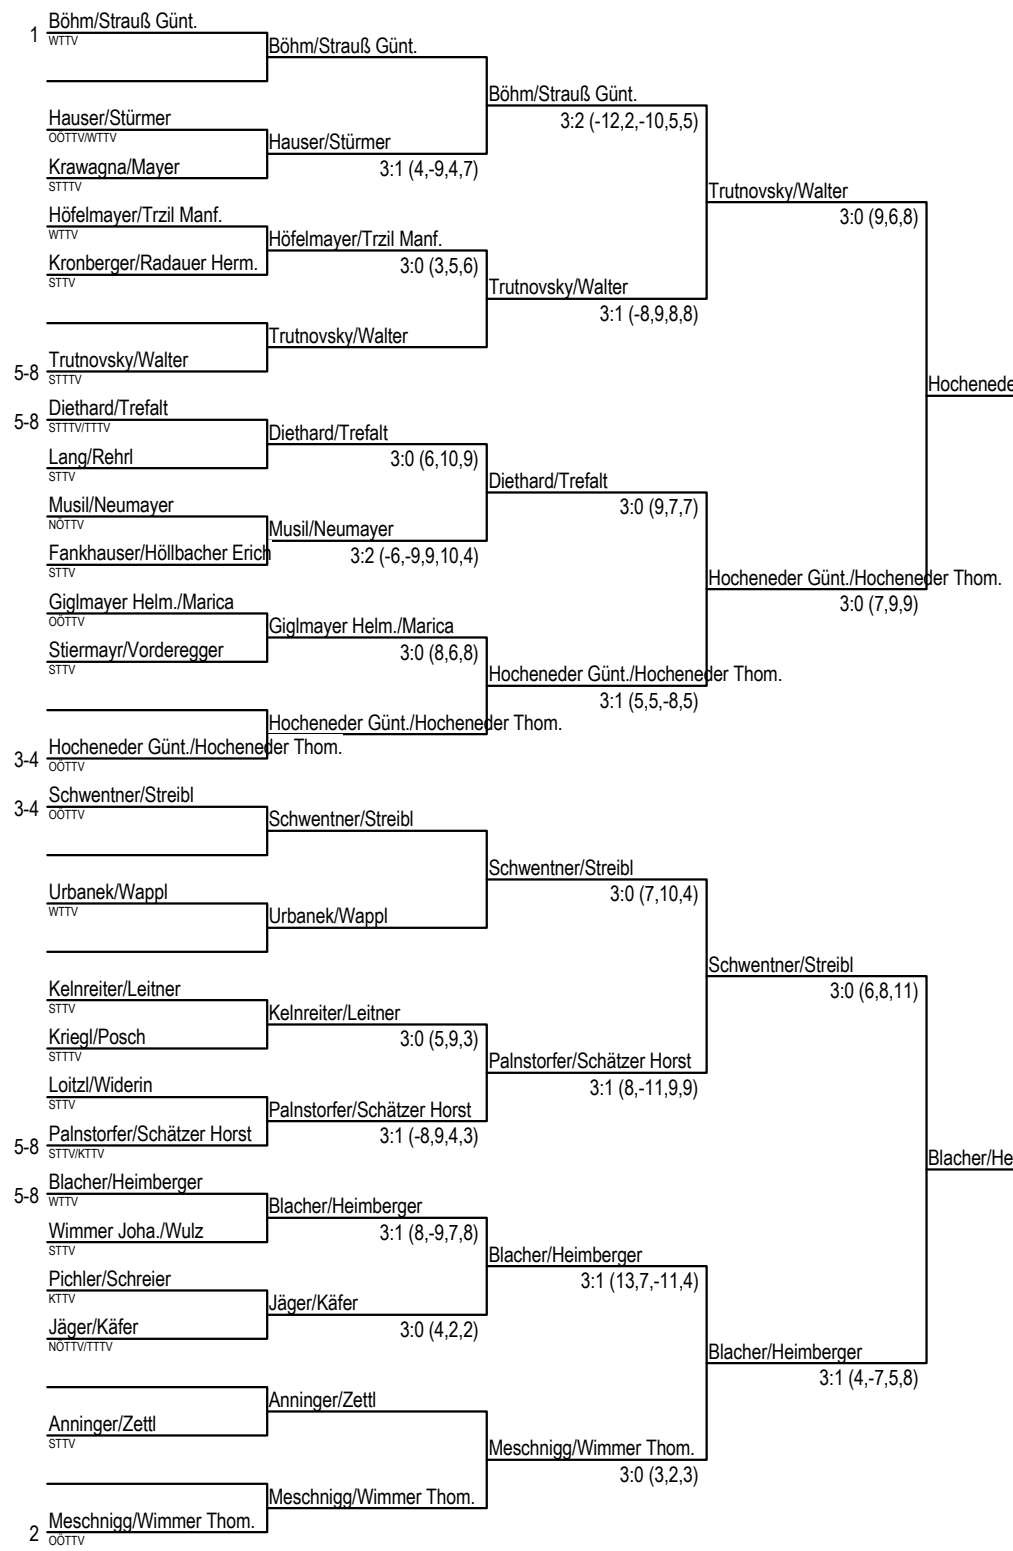 1 Böhm/Strauß Günt.
WTTV
Böhm/Strauß Günt.
Böhm/Strauß Günt.
3:2 (-12,2,-10,5,5)
Hauser/Stürmer
OÖTTV/WTTV
Hauser/Stürmer
3:1 (4,-9,4,7)
Krawagna/Mayer
STTTV
Trutnovsky/Walter
3:0 (9,6,8)
Höfelmayer/Trzil Manf.
WTTV
Höfelmayer/Trzil Manf.
3:0 (3,5,6)
Kronberger/Radauer Herm.
STTV
Trutnovsky/Walter
3:1 (-8,9,8,8)
Trutnovsky/Walter
5-8 Trutnovsky/Walter
STTTV
Hochenede
5-8 Diethard/Trefalt
STTTV/TTTV
Diethard/Trefalt
3:0 (6,10,9)
Lang/Rehrl
STTV
Diethard/Trefalt
3:0 (9,7,7)
Musil/Neumayer
NÖTTV
Musil/Neumayer
3:2 (-6,-9,9,10,4)
Fankhauser/Höllbacher Erich
STTV
Hocheneder Günt./Hocheneder Thom.
3:0 (7,9,9)
Giglmayer Helm./Marica
OÖTTV
Giglmayer Helm./Marica
3:0 (8,6,8)
Stiermayr/Vorderegger
STTV
Hocheneder Günt./Hocheneder Thom.
3:1 (5,5,-8,5)
Hocheneder Günt./Hocheneder Thom.
3-4 Hocheneder Günt./Hocheneder Thom.
OÖTTV
3-4 Schwentner/Streibl
OÖTTV
Schwentner/Streibl
Schwentner/Streibl
3:0 (7,10,4)
Urbanek/Wappl
WTTV
Urbanek/Wappl
Schwentner/Streibl
3:0 (6,8,11)
Kelnreiter/Leitner
STTV
Kelnreiter/Leitner
3:0 (5,9,3)
Kriegl/Posch
STTTV
Palnstorfer/Schätzer Horst
3:1 (8,-11,9,9)
Loitzl/Widerin
STTV
Palnstorfer/Schätzer Horst
3:1 (-8,9,4,3)
5-8 Palnstorfer/Schätzer Horst
STTV/KTTV
Blacher/He
5-8 Blacher/Heimberger
WTTV
Blacher/Heimberger
3:1 (8,-9,7,8)
Wimmer Joha./Wulz
STTV
Blacher/Heimberger
3:1 (13,7,-11,4)
Pichler/Schreier
KTTV
Jäger/Käfer
3:0 (4,2,2)
Jäger/Käfer
NÖTTV/TTTV
Blacher/Heimberger
3:1 (4,-7,5,8)
Anninger/Zettl
Anninger/Zettl
STTV
Meschnigg/Wimmer Thom.
3:0 (3,2,3)
Meschnigg/Wimmer Thom.
2 Meschnigg/Wimmer Thom.
OÖTTV